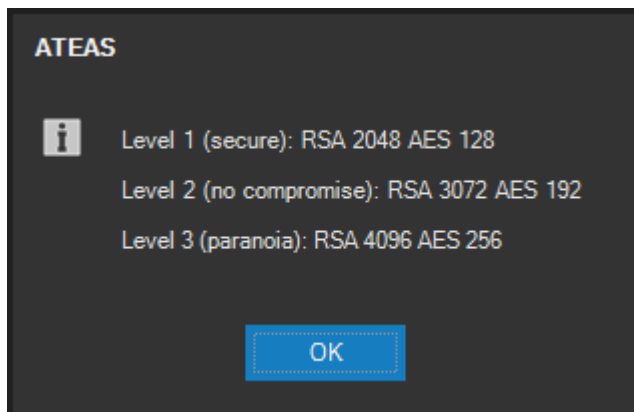 ATEAS
Level 1 (secure): RSA 2048 AES 128
Level 2 (no compromise): RSA 3072 AES 192
Level 3 (paranoia): RSA 4096 AES 256
OK